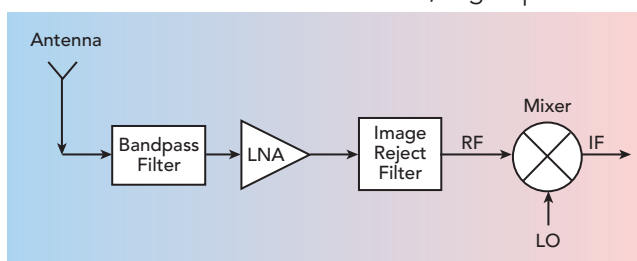 Antenna
Bandpass
Filter
LNA
Image
Reject
Filter
RF
Mixer
IF
LO